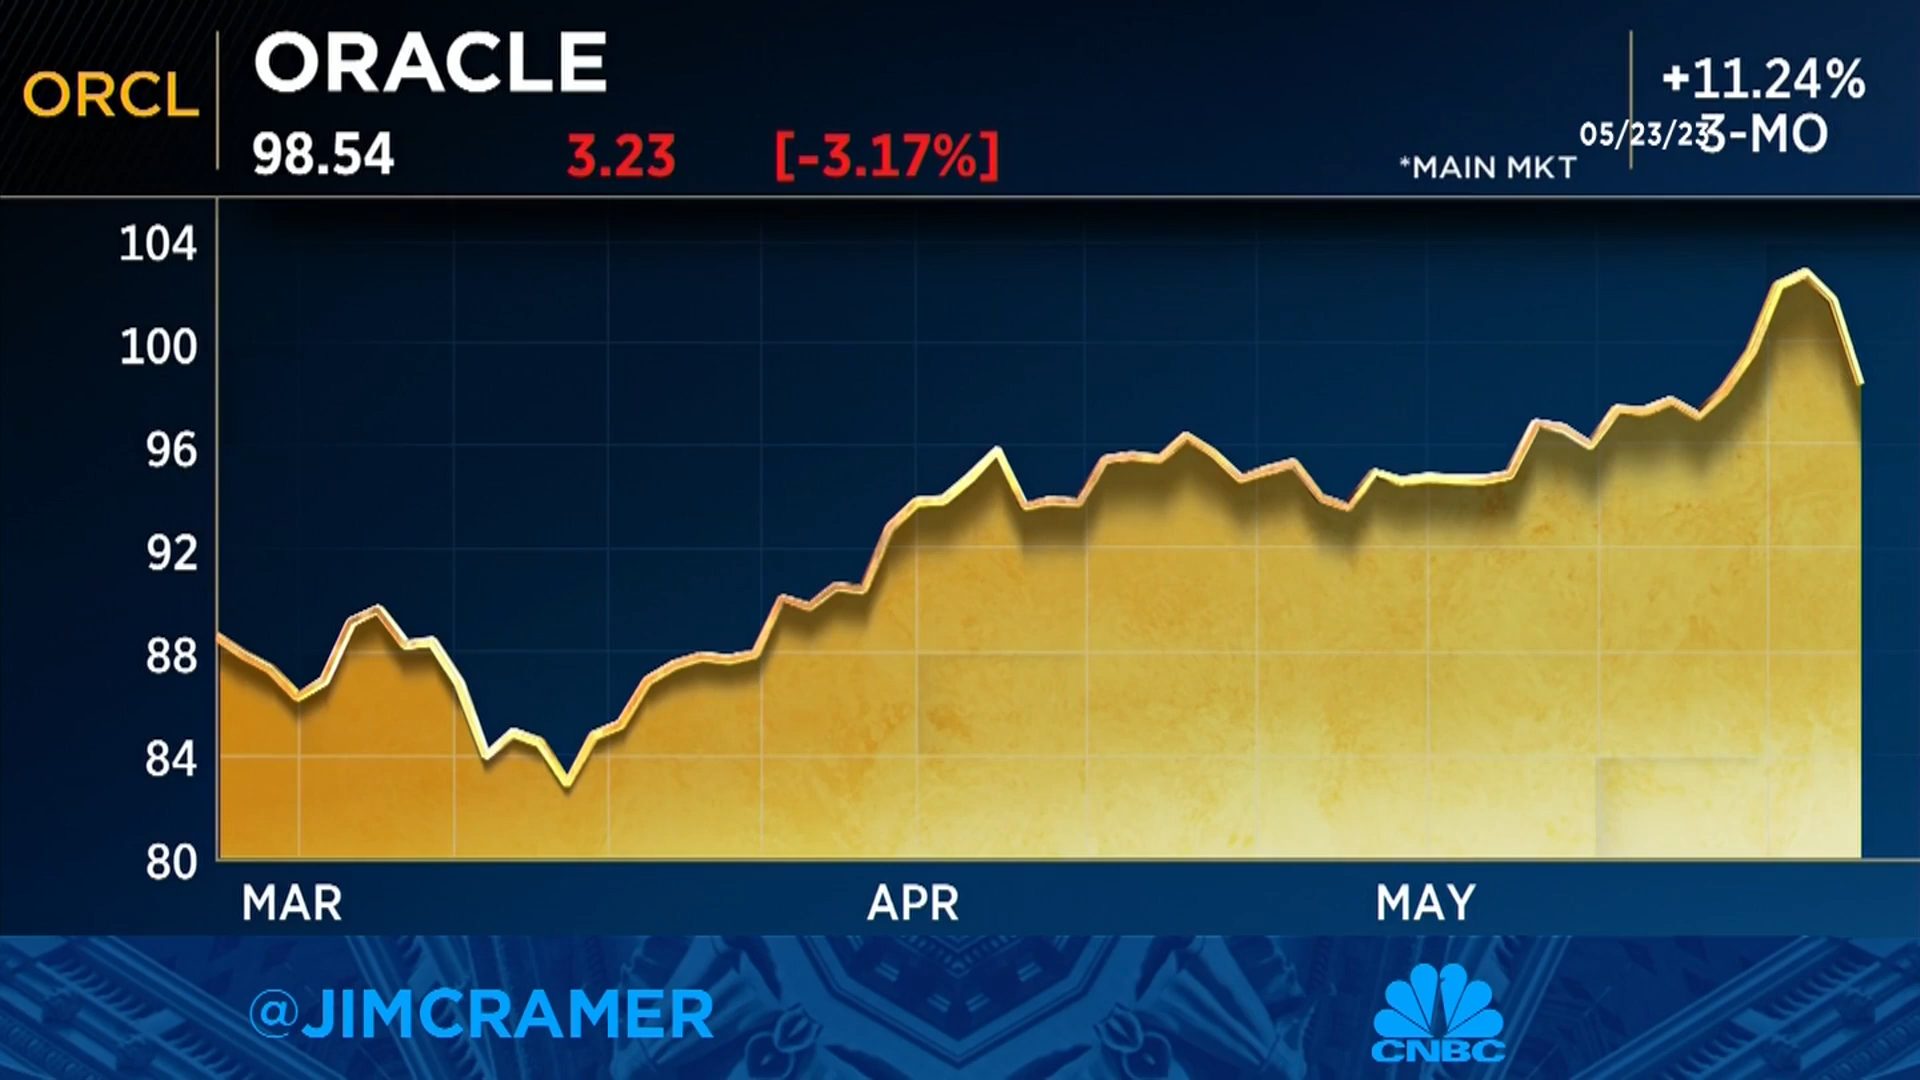 ORCL
ORACLE
98.54 3.23 [-3.17%]
*MAIN MKT
05/23/23
+11.24%
3-MO
104
100
96
92
88
84
80
MAR APR MAY
@JIMCRAMER
CNBC